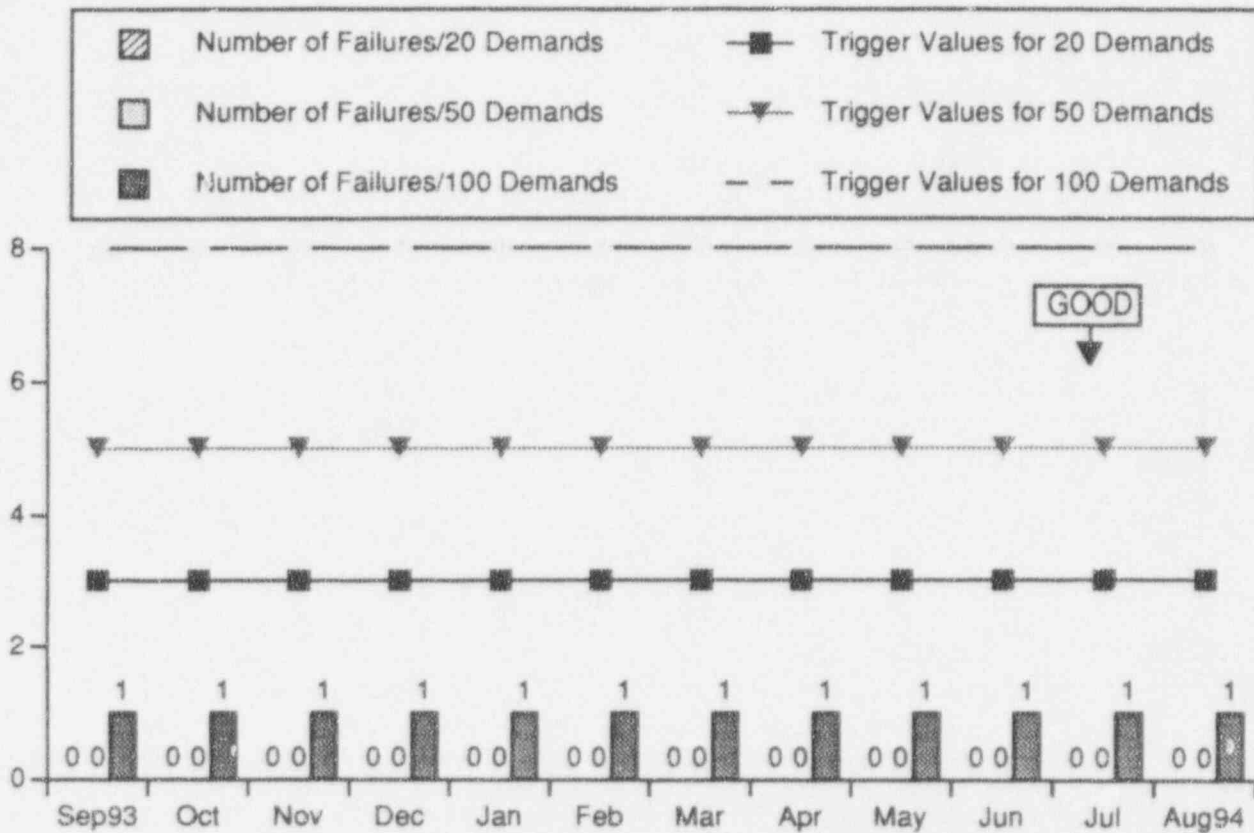 Number of Failures/20 Demands Trigger Values for 20 Demands
Number of Failures/50 Demands Trigger Values for 50 Demands
Number of Failures/100 Demands Trigger Values for 100 Demands
8
GOOD
6
4
2
1 1 1 1 1 1 1 1 1 1 1 1
0 0 0 0 0 0 0 0 0 0 0 0 0 0 0 0 0 0 0 0 0 0 0 0
0
Sep93 Oct Nov Dec Jan Feb Mar Apr May Jun Jul Aug94